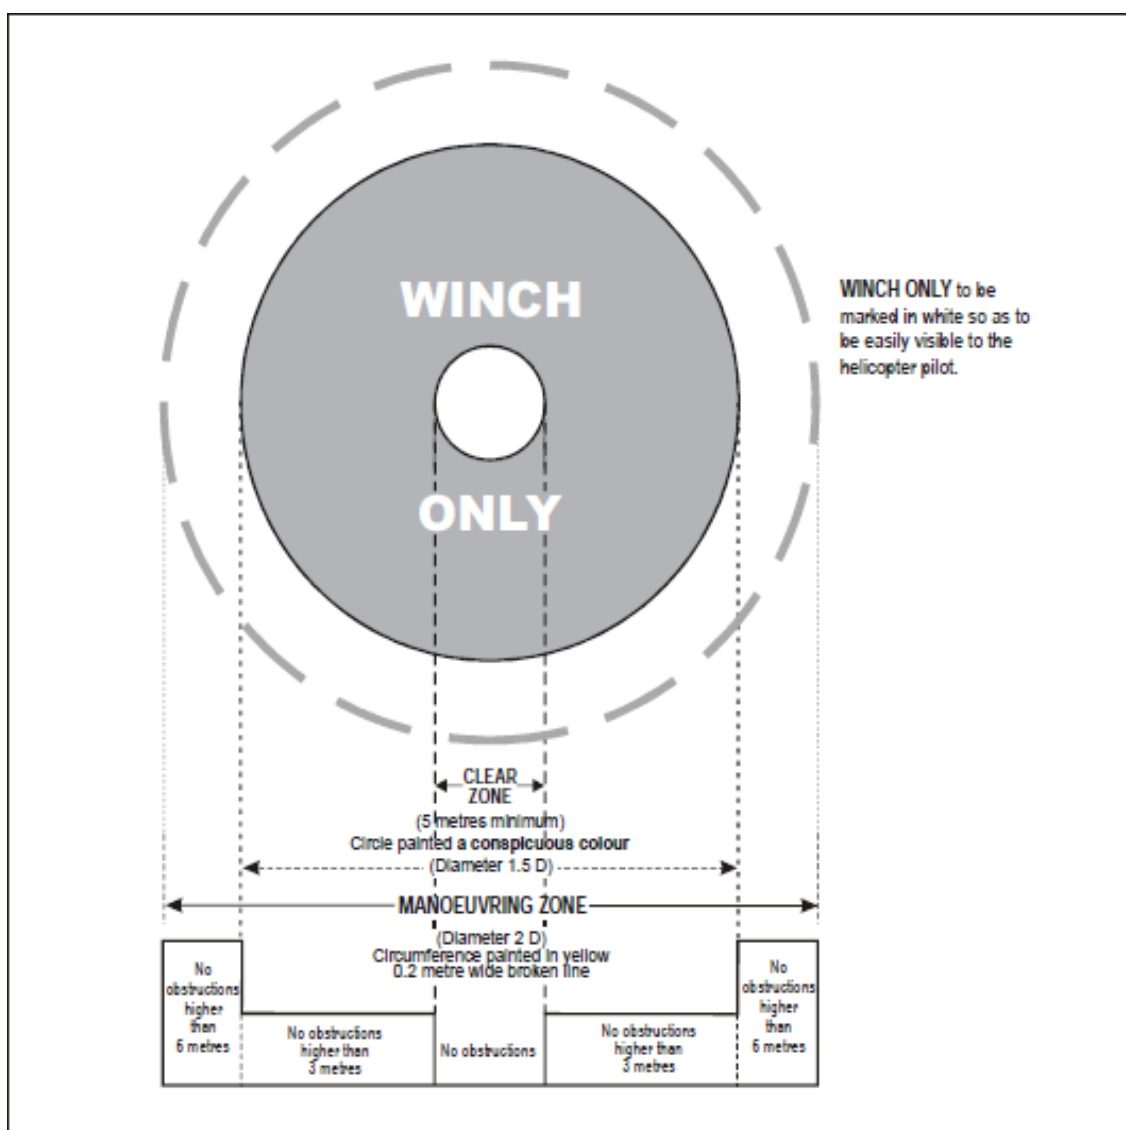 WINCH
ONLY
WINCH ONLY to be
marked in white so as to
be easily visible to the
helicopter pilot.
CLEAR
ZONE
(5 metres minimum)
Circle painted a conspicuous colour
(Diameter 1.5 D)
MANOEUVRING ZONE
(Diameter 2 D)
Circumference painted in yellow
0.2 metre wide broken line
No
obstructions
higher
than
6 metres
No obstructions
higher than
3 metres
No obstructions
No obstructions
higher than
3 metres
No
obstructions
higher
than
6 metres